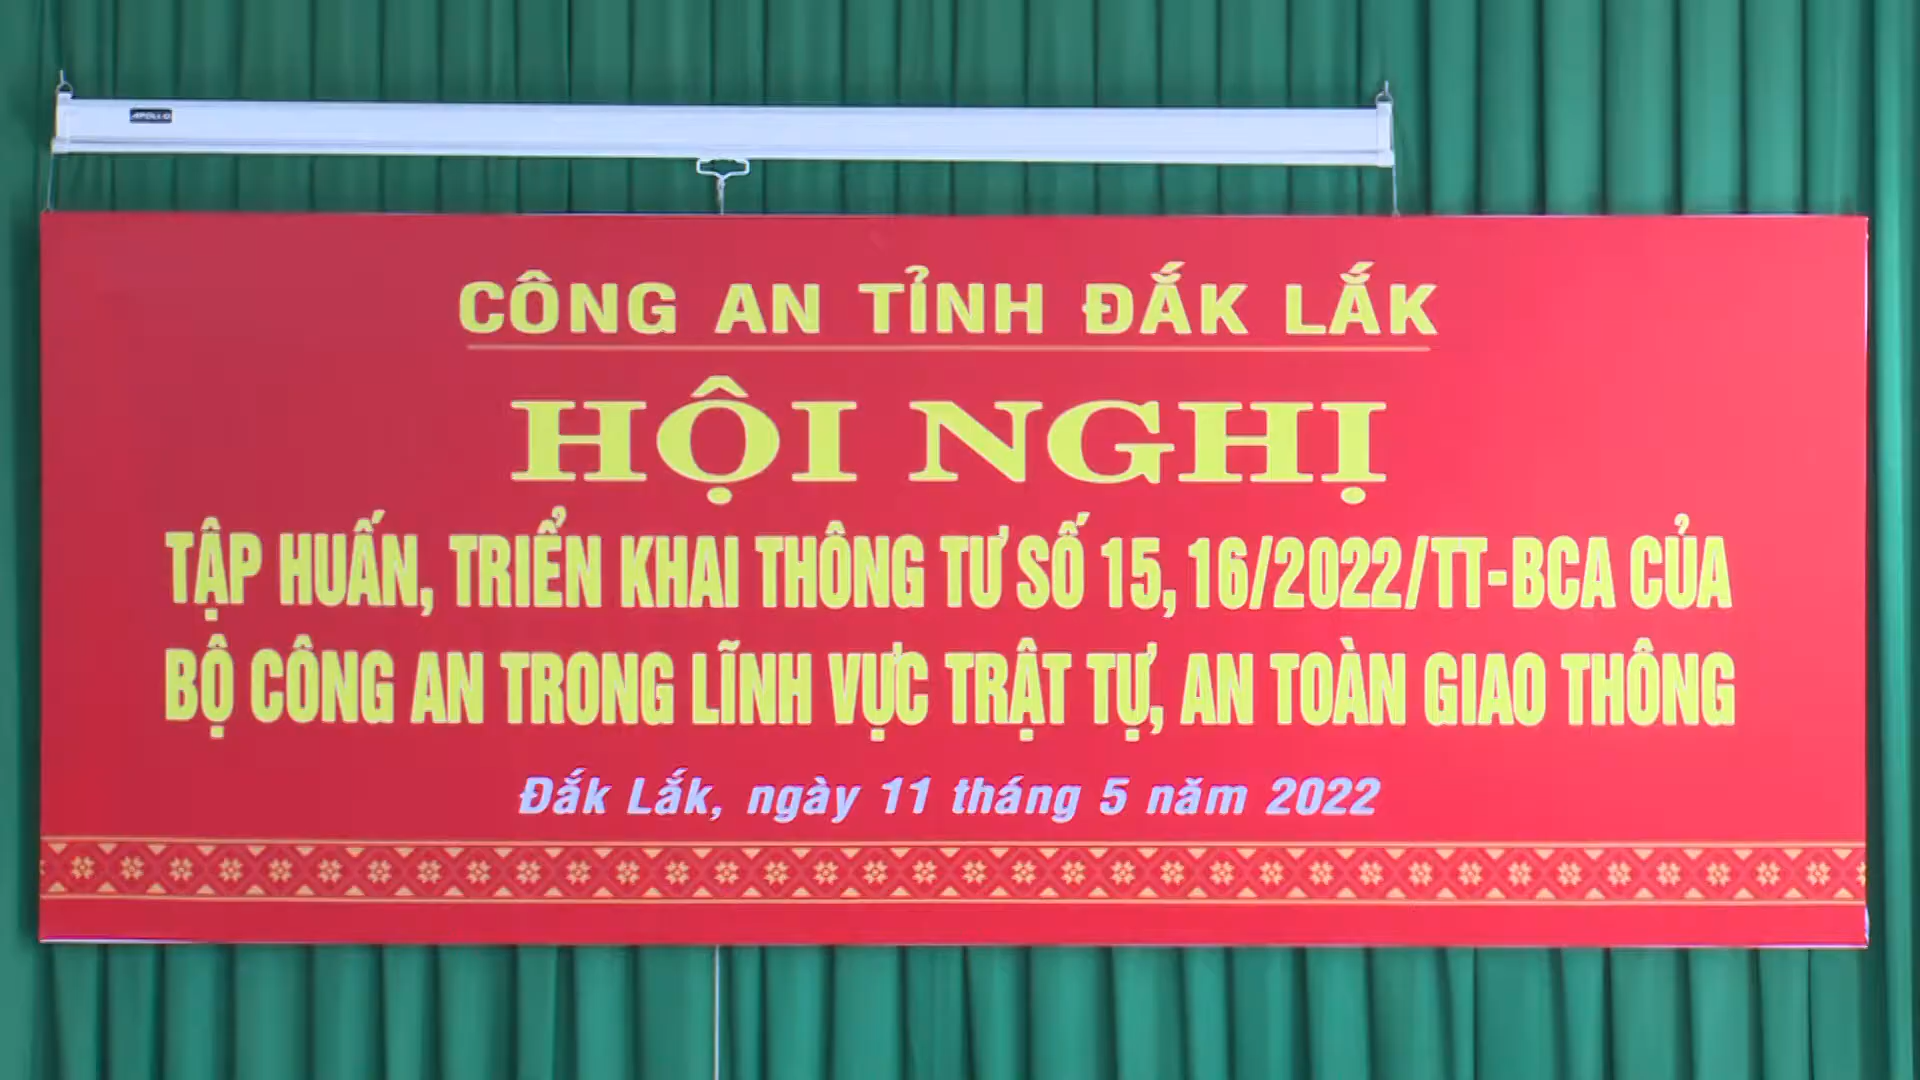 APOLLO
CÔNG AN TỈNH ĐẮK LẮK
HỘI NGHỊ
TẬP HUẤN, TRIỂN KHAI THÔNG TƯ SỐ 15, 16/2022/TT-BCA CỦA
BỘ CÔNG AN TRONG LĨNH VỰC TRẬT TỰ, AN TOÀN GIAO THÔNG
Đắk Lắk, ngày 11 tháng 5 năm 2022